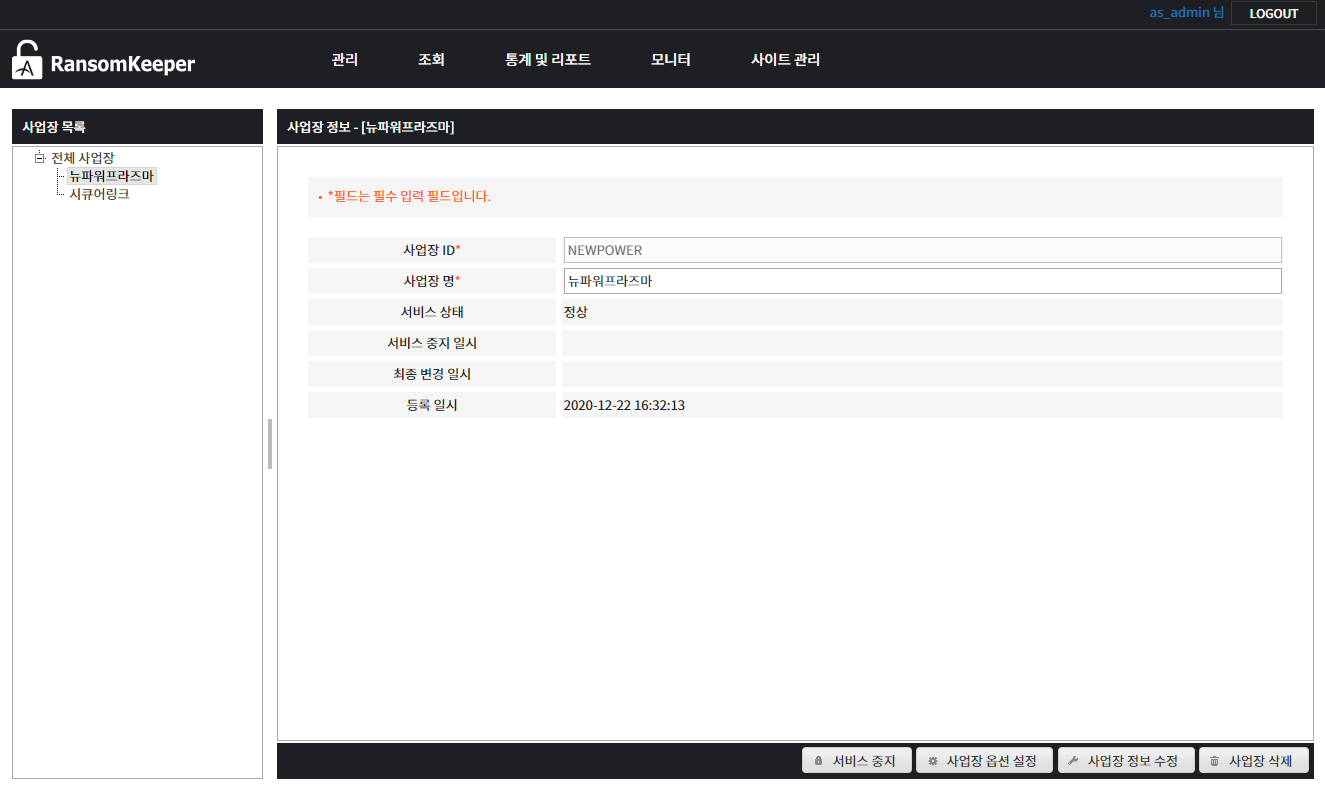 as_admin 님 LOGOUT
RansomKeeper 관리 조회 통계 및 리포트 모니터 사이트 관리
사업장 목록
전체 사업장
뉴파워프라즈마
시큐어링크
사업장 정보 - [뉴파워프라즈마]
• *필드는 필수 입력 필드입니다.
사업장 ID* NEWPOWER
사업장 명* 뉴파워프라즈마
서비스 상태 정상
서비스 중지 일시
최종 변경 일시
등록 일시 2020-12-22 16:32:13
서비스 중지 사업장 옵션 설정 사업장 정보 수정 사업장 삭제